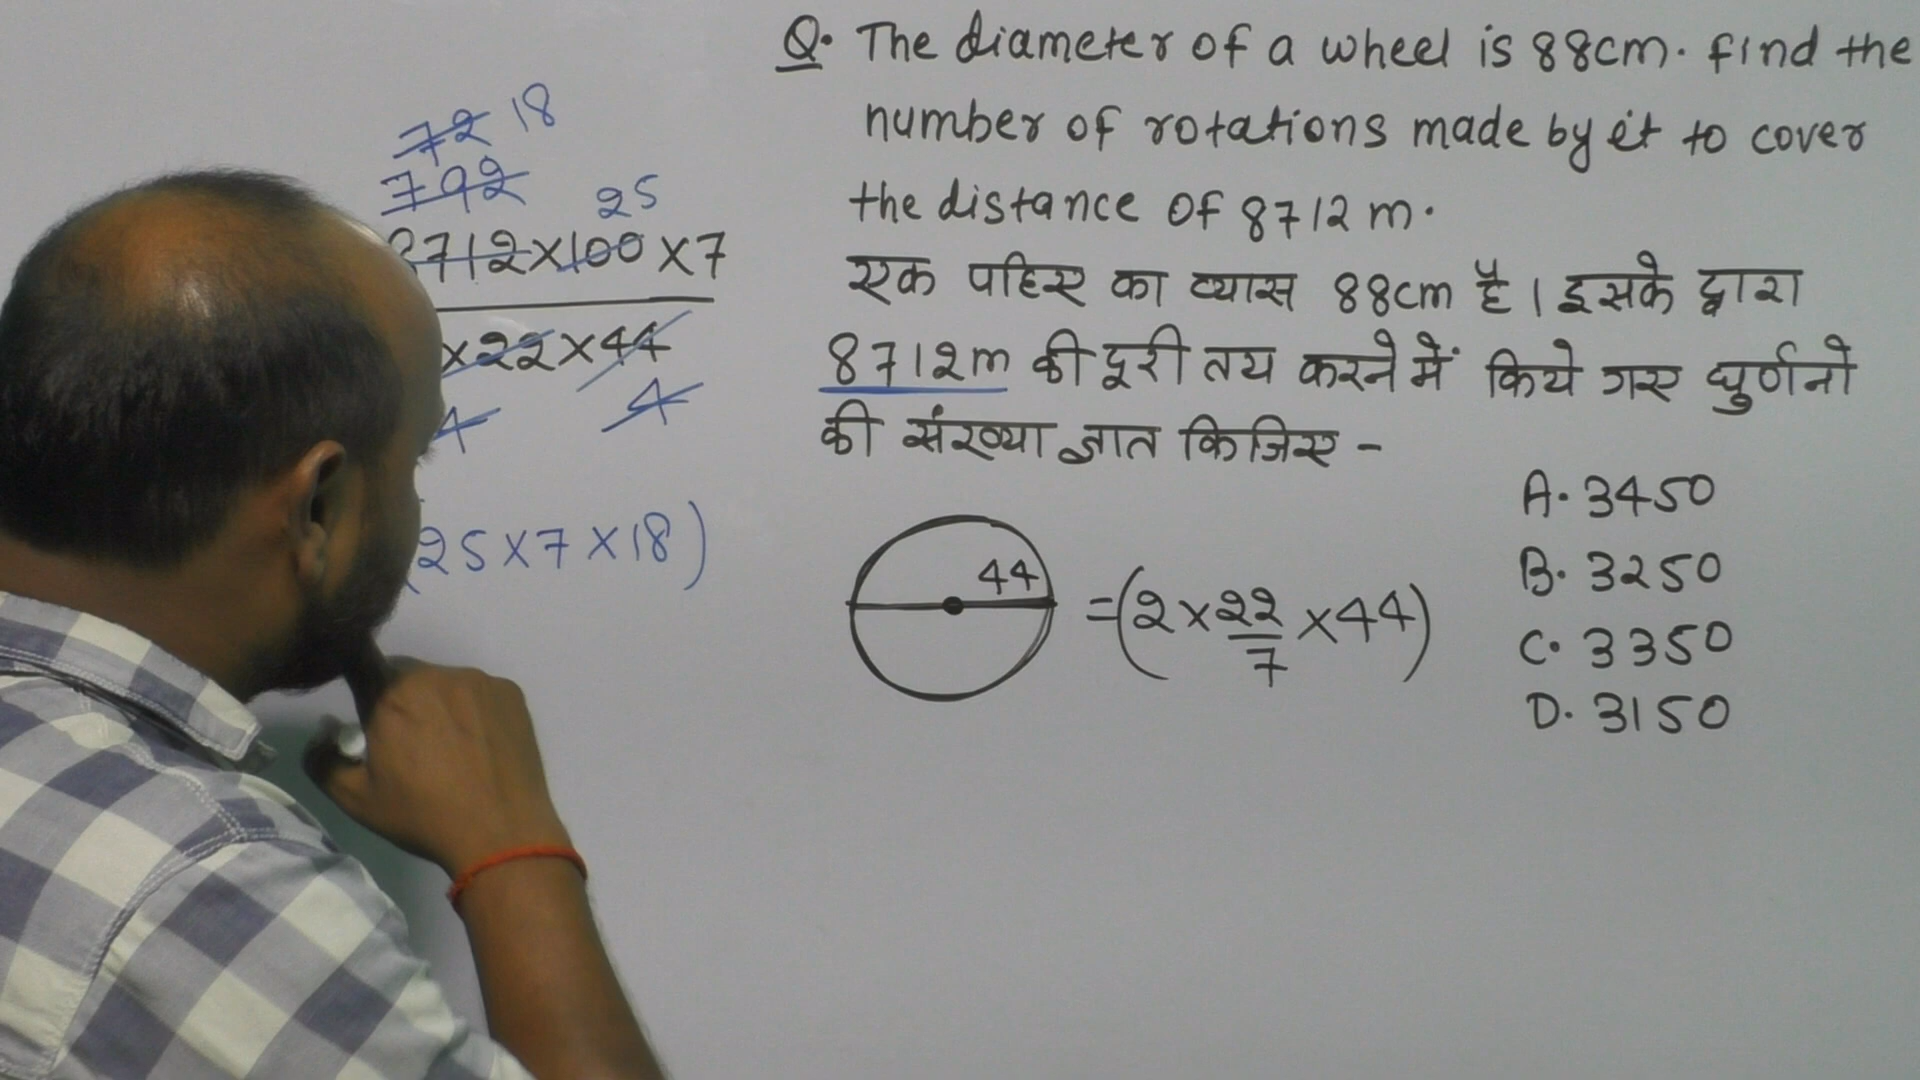 Q. The diameter of a wheel is 88cm. find the
number of rotations made by it to cover
the distance of 8712 m.
एक पहिए का व्यास 88cm है। इसके द्वारा
8712m की दूरी तय करने में किये गए घुर्णनो
की संख्या ज्ञात किजिए -
72 18
792
25
8712×100×7
×22×44
4 4
(25×7×18)
44
=(2×22/7×44)
A. 3450
B. 3250
C. 3350
D. 3150